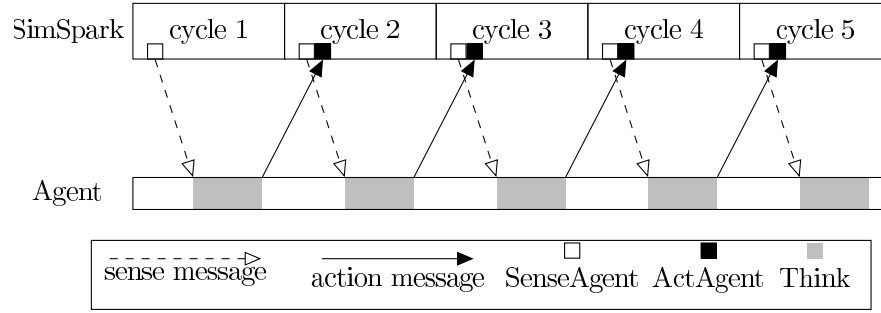 SimSpark cycle 1 cycle 2 cycle 3 cycle 4 cycle 5
Agent
sense message action message SenseAgent ActAgent Think